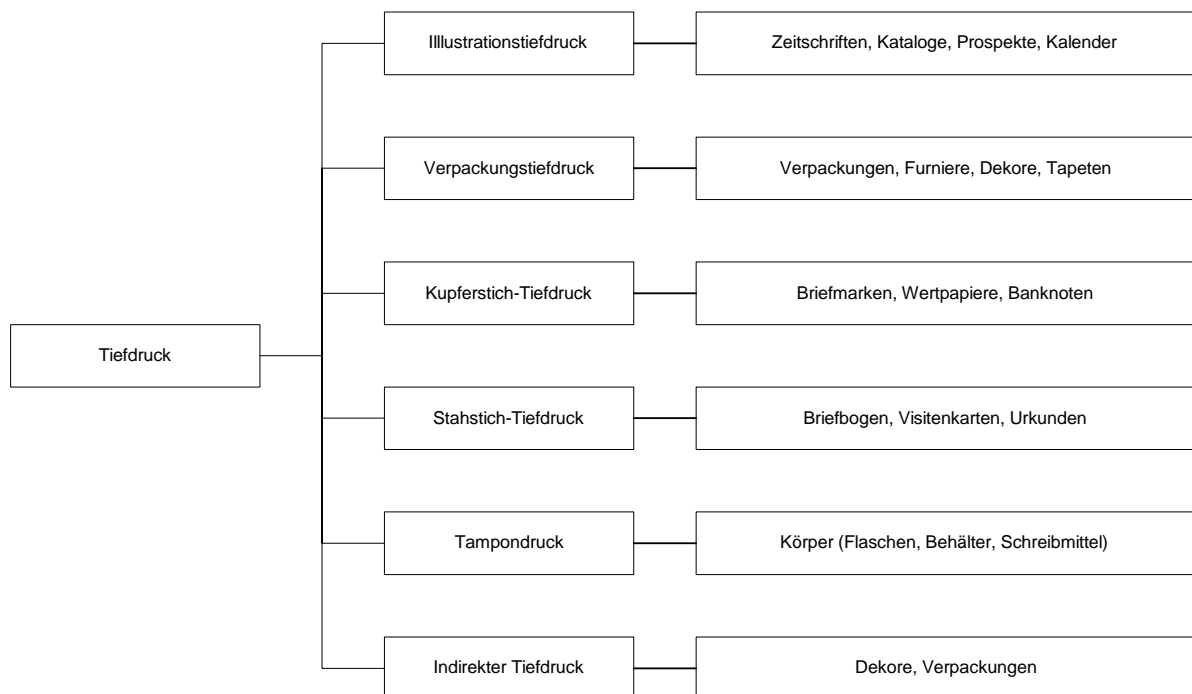 Illlustrationstiefdruck
Zeitschriften, Kataloge, Prospekte, Kalender
Verpackungstiefdruck
Verpackungen, Furniere, Dekore, Tapeten
Kupferstich-Tiefdruck
Briefmarken, Wertpapiere, Banknoten
Tiefdruck
Stahstich-Tiefdruck
Briefbogen, Visitenkarten, Urkunden
Tampondruck
Körper (Flaschen, Behälter, Schreibmittel)
Indirekter Tiefdruck
Dekore, Verpackungen